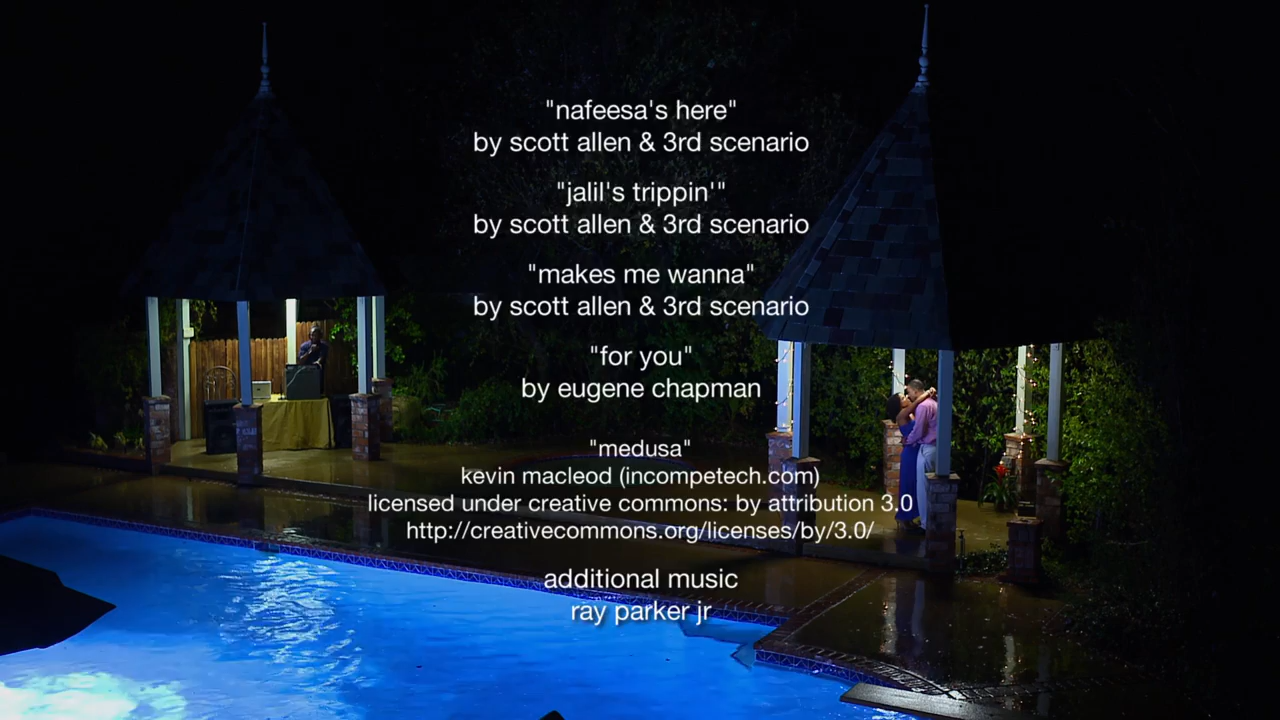 "nafeesa's here"
by scott allen & 3rd scenario
"jalil's trippin'"
by scott allen & 3rd scenario
"makes me wanna"
by scott allen & 3rd scenario
"for you"
by eugene chapman
"medusa"
kevin macleod (incompetech.com)
licensed under creative commons: by attribution 3.0
http://creativecommons.org/licenses/by/3.0/
additional music
ray parker jr